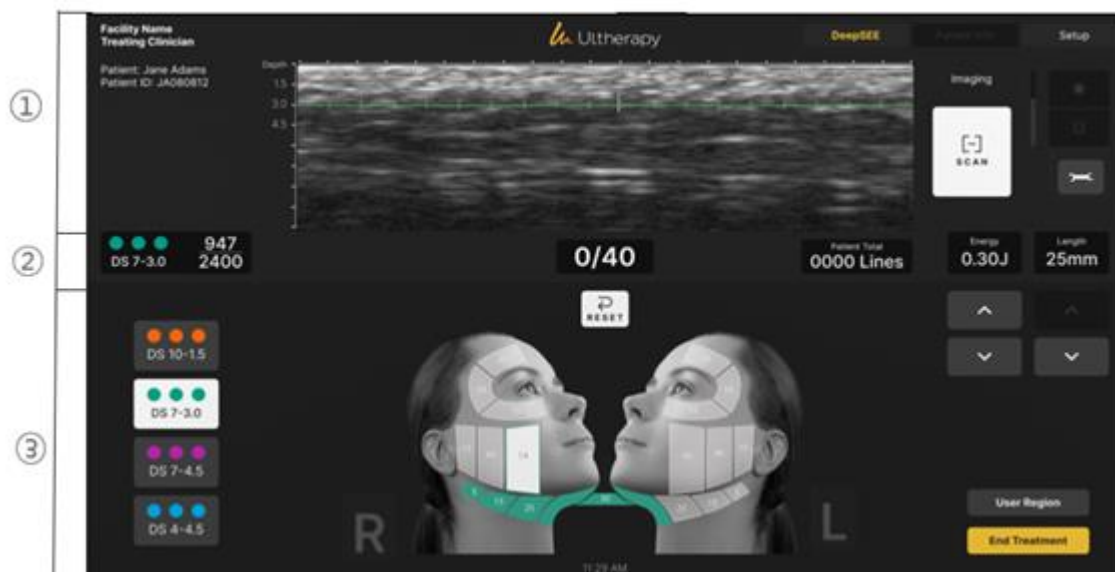 ①
Facility Name
Treating Clinician
Ultherapy
DeepSEE
Setup
Patient: Jane Adams
Patient ID: JA080812
Depth
1.5
3.0
4.5
Imaging
SCAN
②
DS 7-3.0
947
2400
0/40
Patient Total
0000 Lines
Energy
0.30J
Length
25mm
③
RESET
DS 10-1.5
DS 7-3.0
DS 7-4.5
DS 4-4.5
14
R
L
User Region
End Treatment
11:29 AM